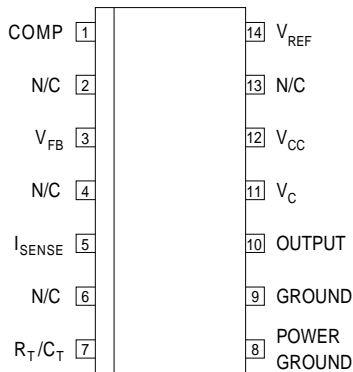 COMP 1
N/C 2
V_FB 3
N/C 4
I_SENSE 5
N/C 6
R_T/C_T 7
14 V_REF
13 N/C
12 V_CC
11 V_C
10 OUTPUT
9 GROUND
8 POWER
GROUND